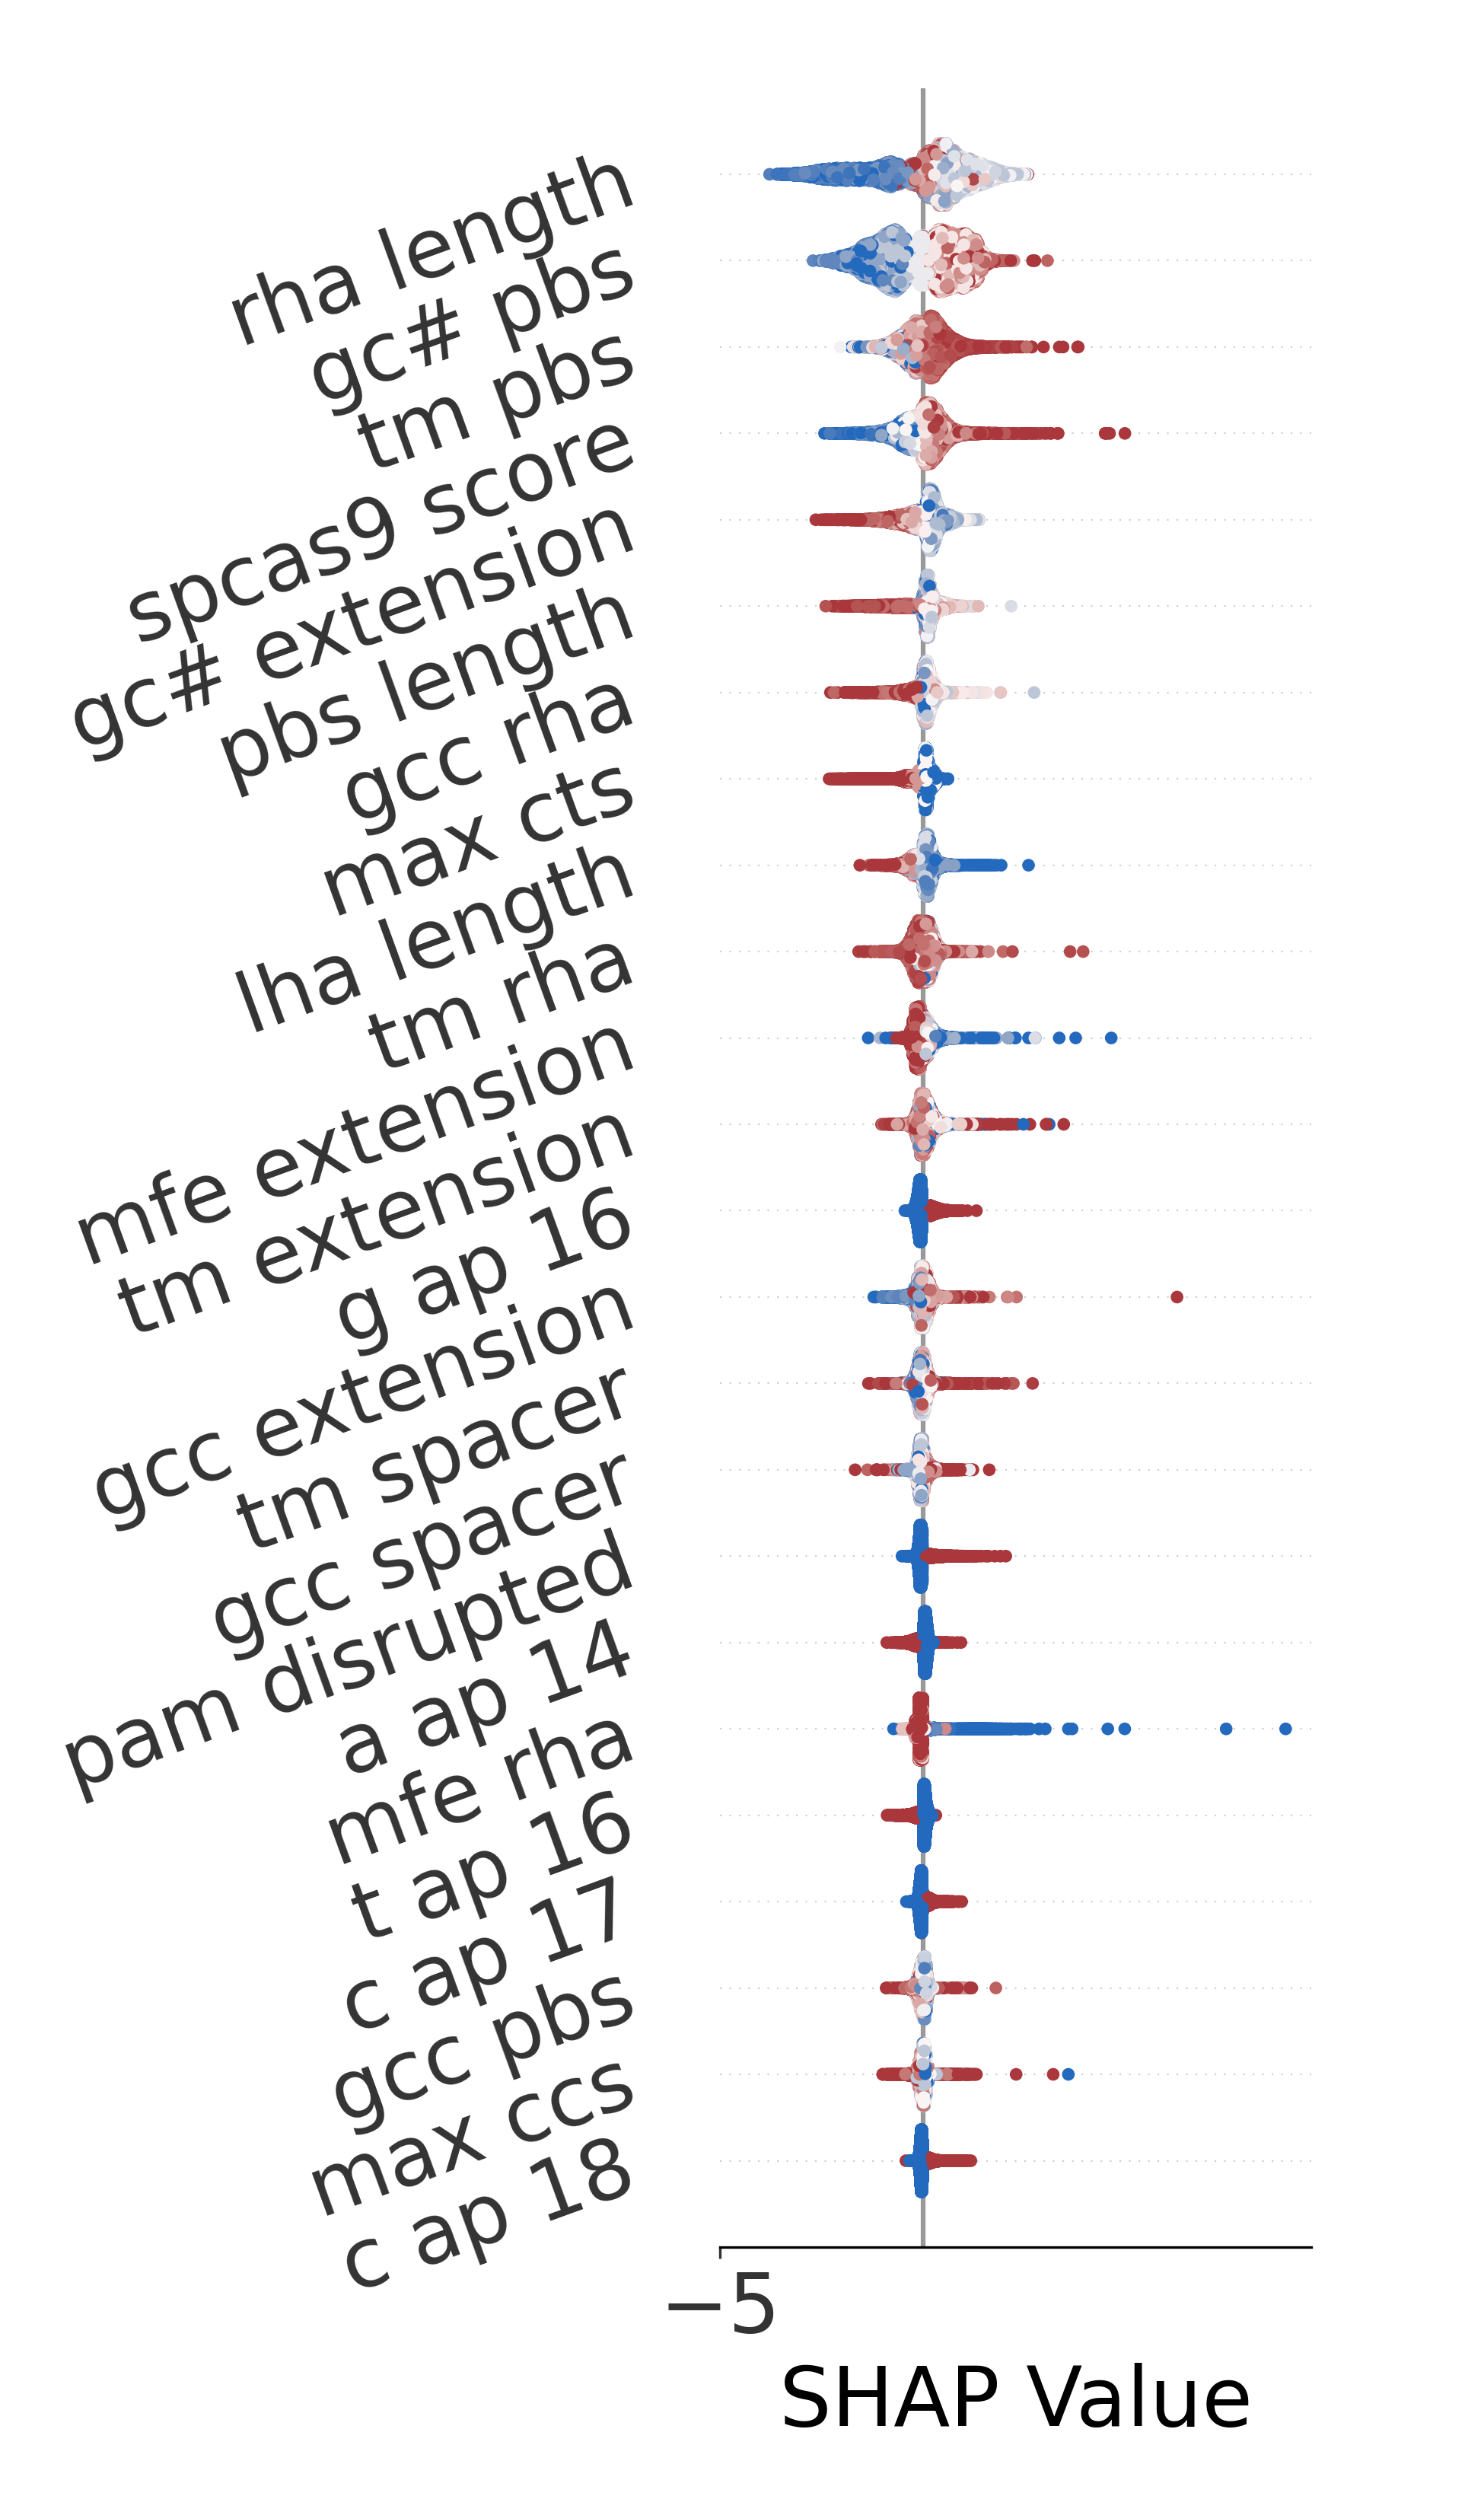 rha length
gc# pbs
tm pbs
spcas9 score
gc# extension
pbs length
gcc rha
max cts
lha length
tm rha
mfe extension
tm extension
g ap 16
gcc extension
tm spacer
gcc spacer
pam disrupted
a ap 14
mfe rha
t ap 16
c ap 17
gcc pbs
max ccs
c ap 18
−5
SHAP Value